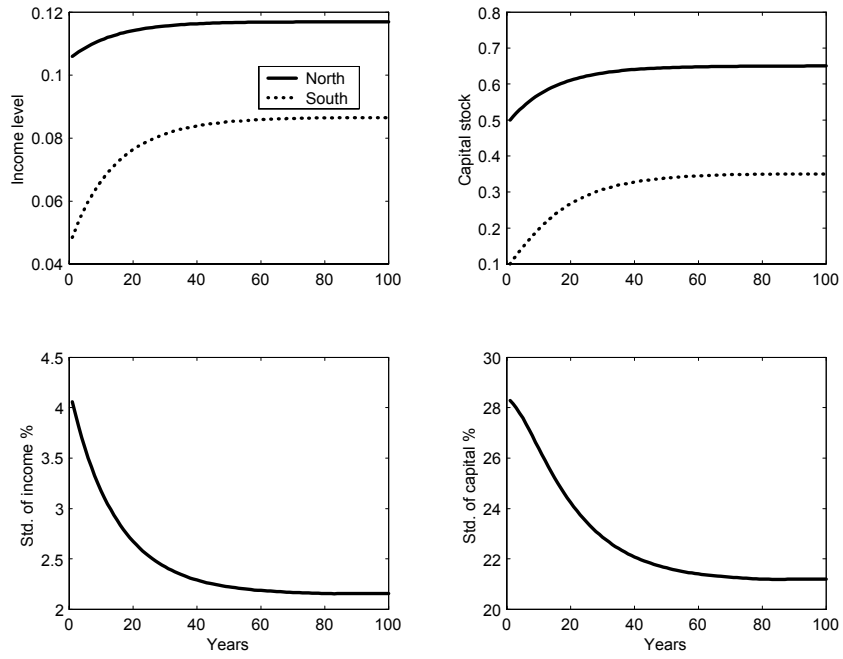 0.12
0.1
0.08
0.06
0.04
Income level
North
South
0 20 40 60 80 100
0.8
0.7
0.6
0.5
0.4
0.3
0.2
0.1
Capital stock
0 20 40 60 80 100
4.5
4
3.5
3
2.5
2
Std. of income %
0 20 40 60 80 100
Years
30
28
26
24
22
20
Std. of capital %
0 20 40 60 80 100
Years